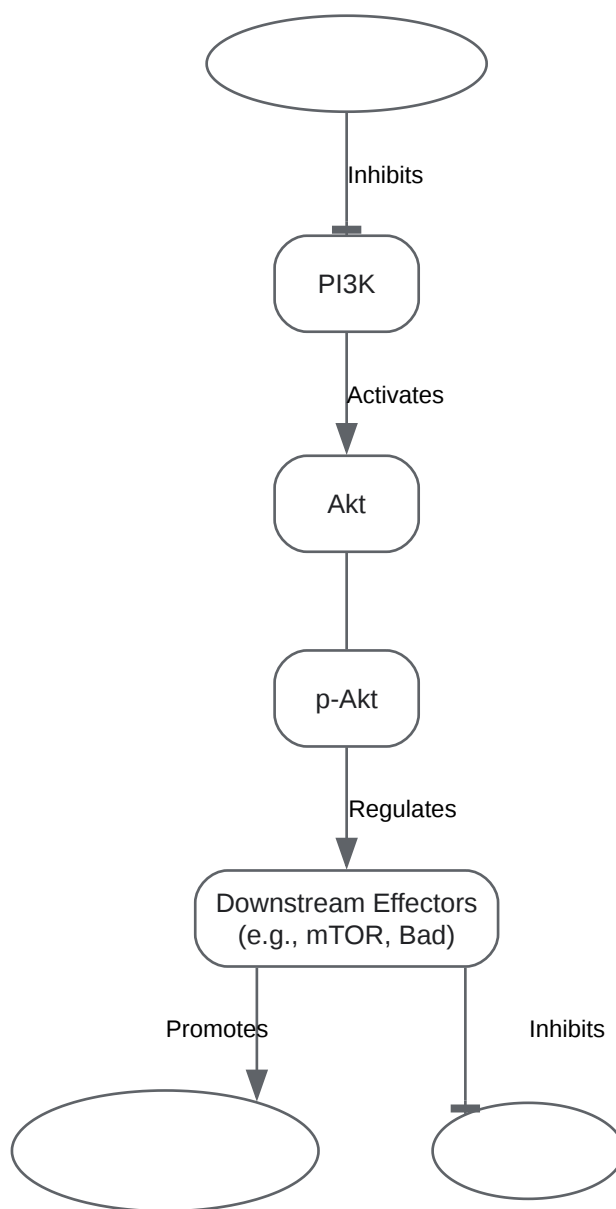 Inhibits
PI3K
Activates
Akt
p-Akt
Regulates
Downstream Effectors
(e.g., mTOR, Bad)
Promotes
Inhibits